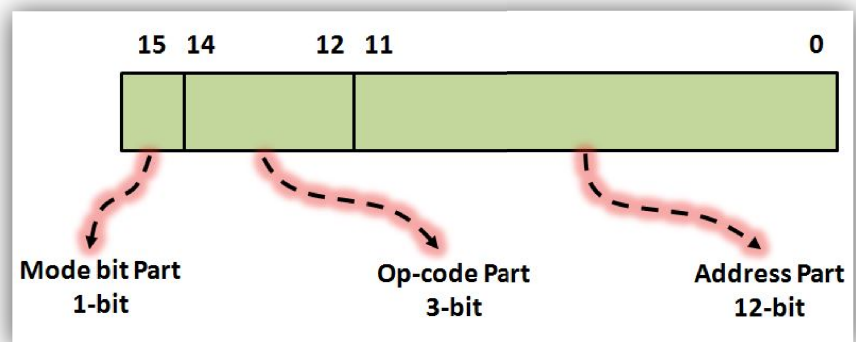 15 14 12 11 0
Mode bit Part
1-bit
Op-code Part
3-bit
Address Part
12-bit